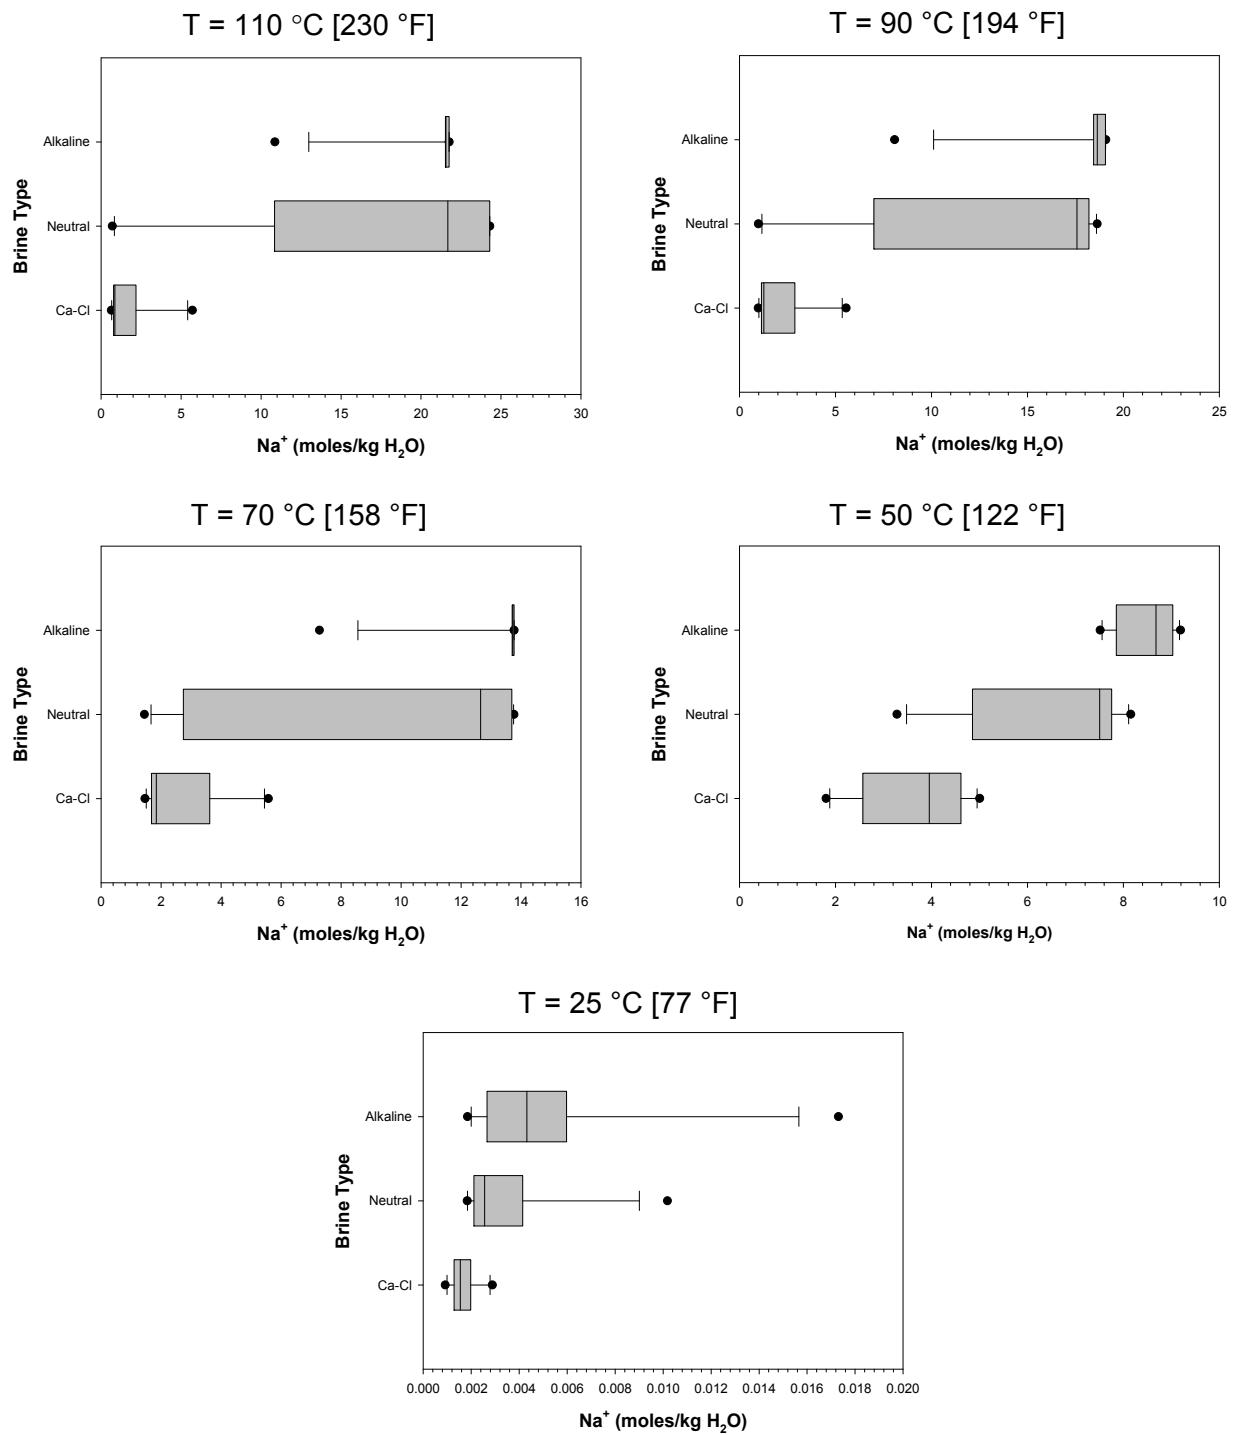 T = 110 °C [230 °F]
Alkaline
Neutral
Ca-Cl
Brine Type
0 5 10 15 20 25 30
Na⁺ (moles/kg H₂O)
T = 90 °C [194 °F]
Alkaline
Neutral
Ca-Cl
Brine Type
0 5 10 15 20 25
Na⁺ (moles/kg H₂O)
T = 70 °C [158 °F]
Alkaline
Neutral
Ca-Cl
Brine Type
0 2 4 6 8 10 12 14 16
Na⁺ (moles/kg H₂O)
T = 50 °C [122 °F]
Alkaline
Neutral
Ca-Cl
Brine Type
0 2 4 6 8 10
Na⁺ (moles/kg H₂O)
T = 25 °C [77 °F]
Alkaline
Neutral
Ca-Cl
Brine Type
0.000 0.002 0.004 0.006 0.008 0.010 0.012 0.014 0.016 0.018 0.020
Na⁺ (moles/kg H₂O)